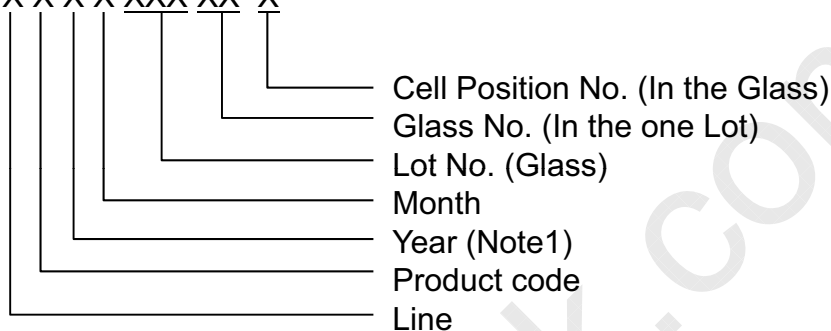 X X X X XXX XX X
Cell Position No. (In the Glass)
Glass No. (In the one Lot)
Lot No. (Glass)
Month
Year (Note1)
Product code
Line